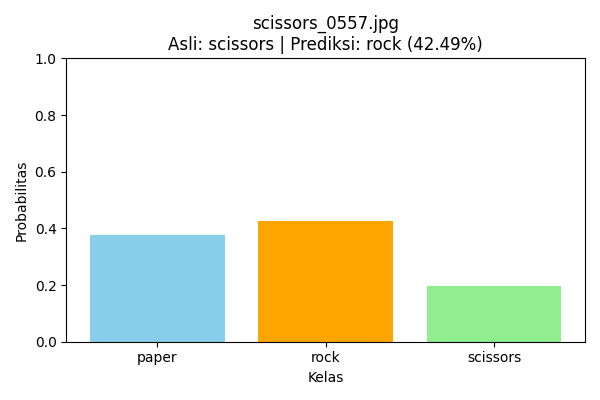 scissors_0557.jpg
Asli: scissors | Prediksi: rock (42.49%)
1.0
0.8
0.6
0.4
0.2
0.0
Probabilitas
paper
rock
scissors
Kelas